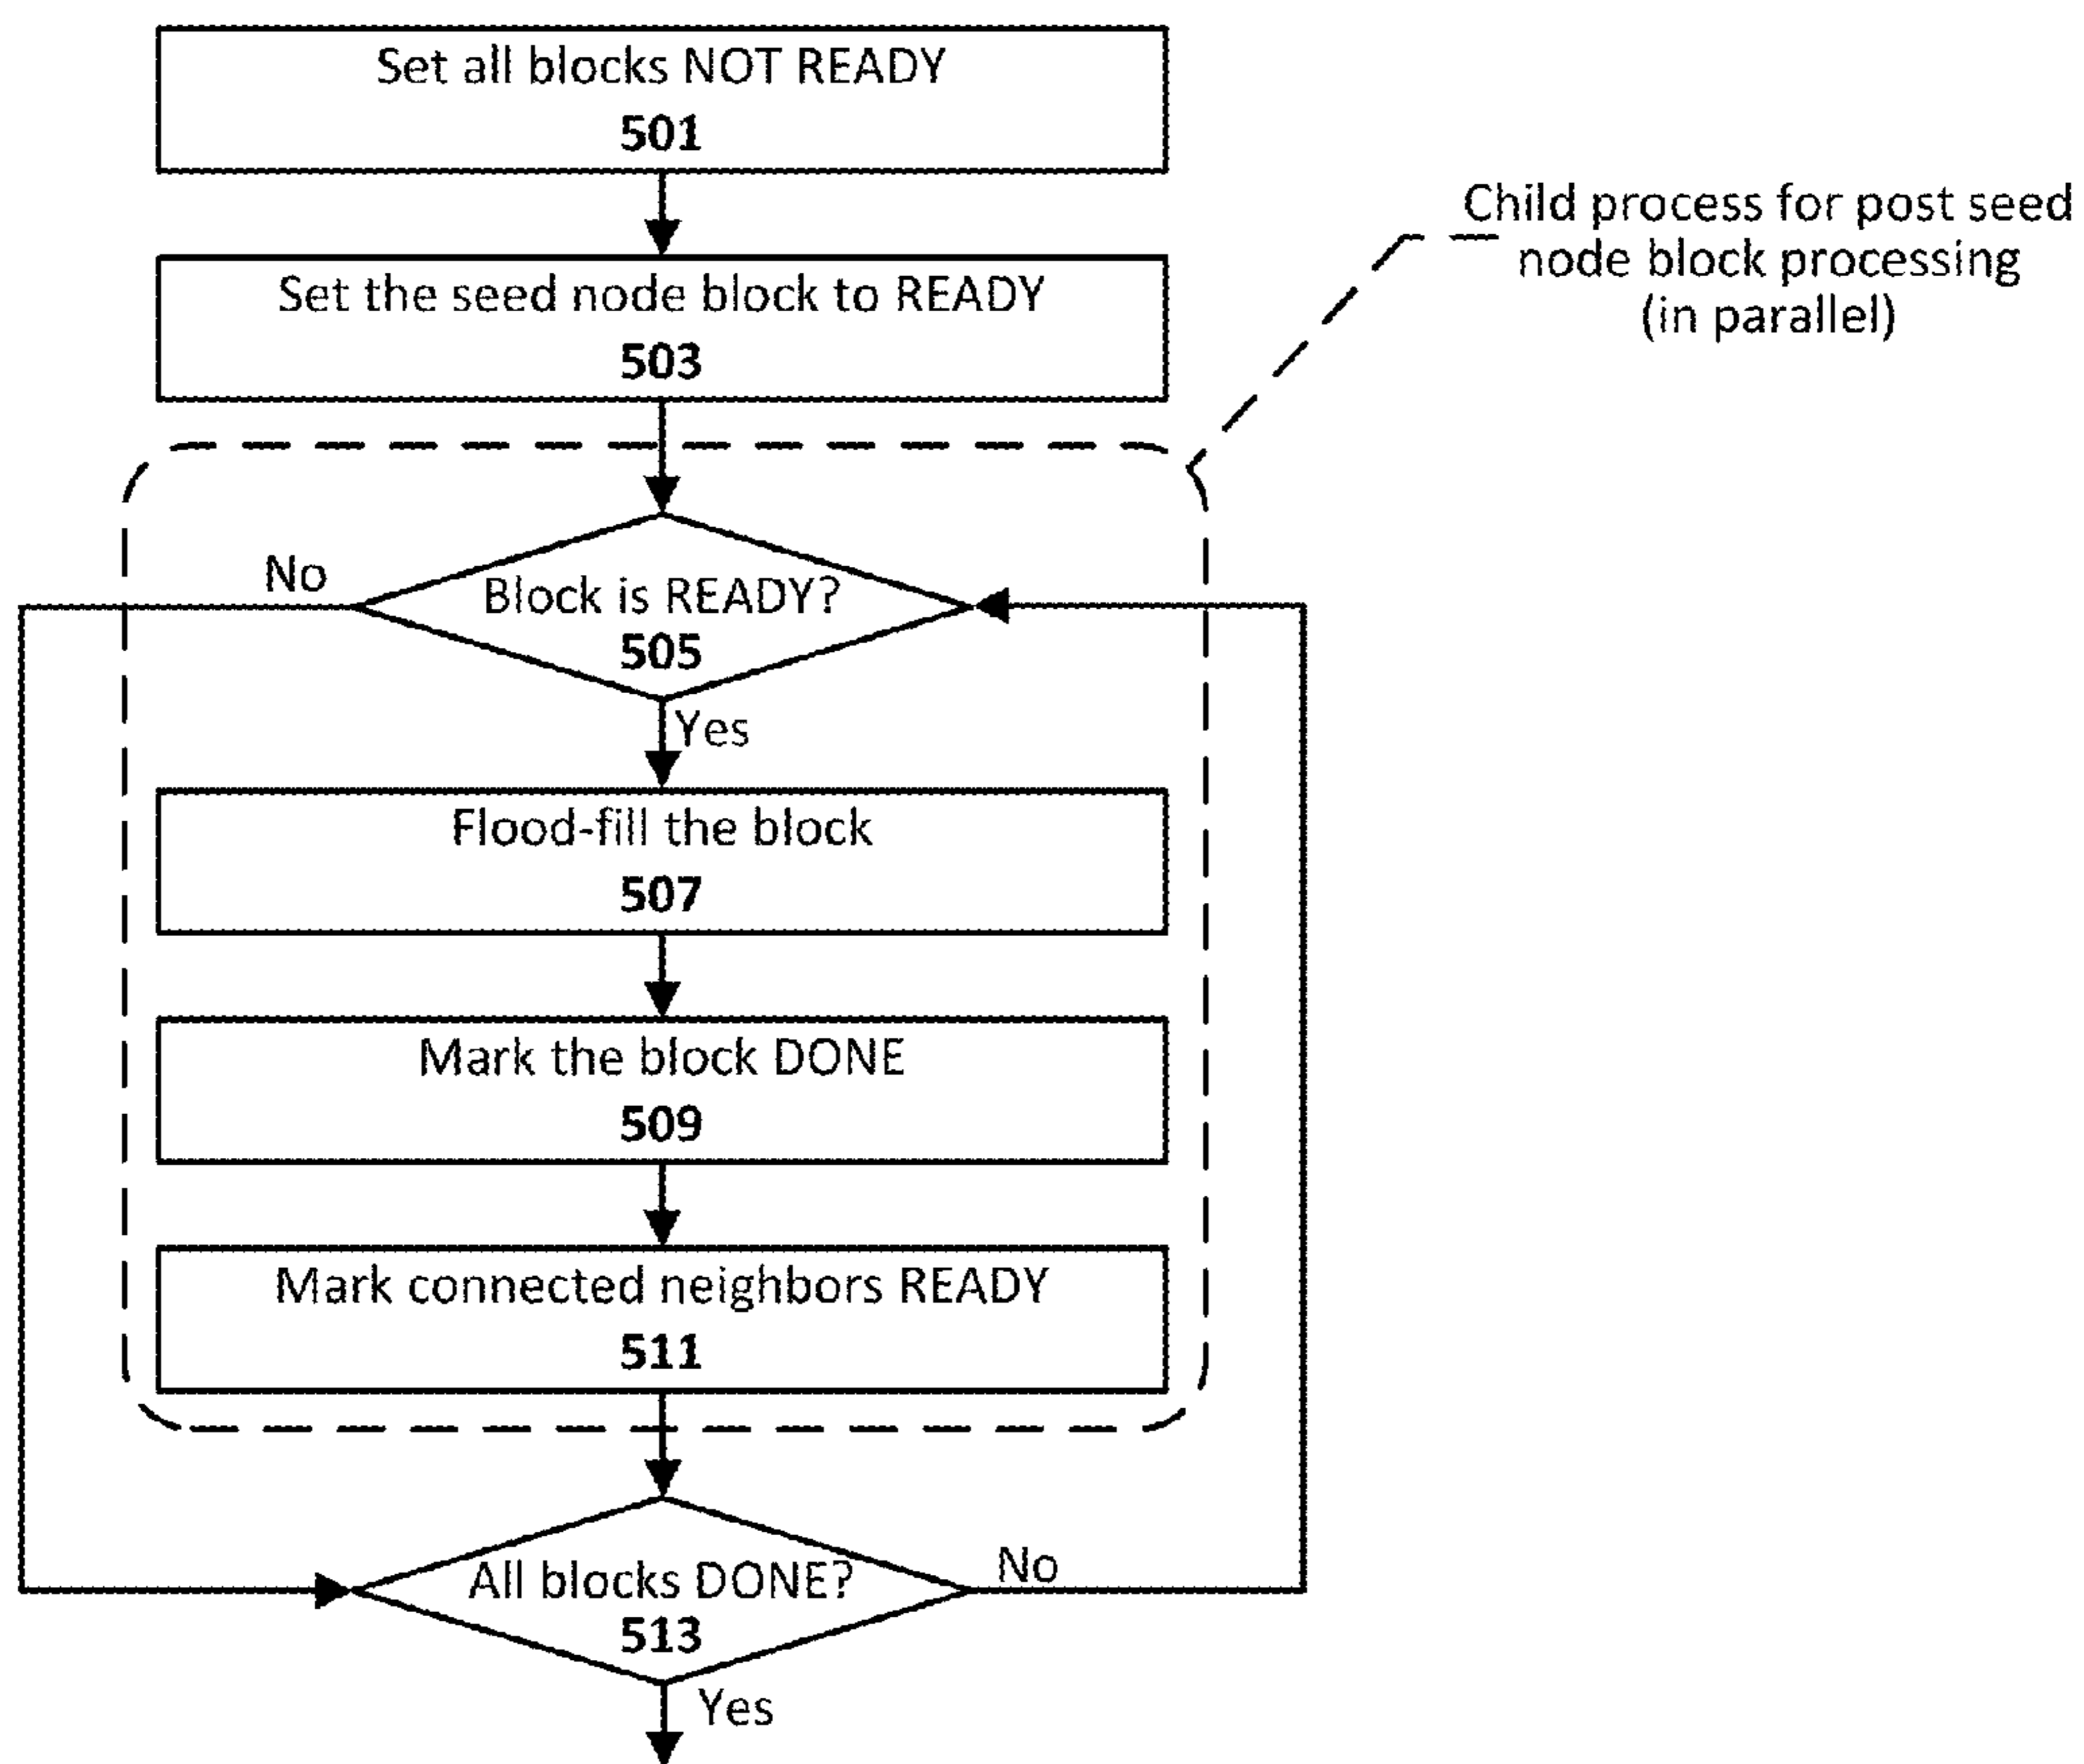 Set all blocks NOT READY
501
Child process for post seed
node block processing
(in parallel)
Set the seed node block to READY
503
No
Block is READY?
505
Yes
Flood-fill the block
507
Mark the block DONE
509
Mark connected neighbors READY
511
All blocks DONE?
513
No
Yes